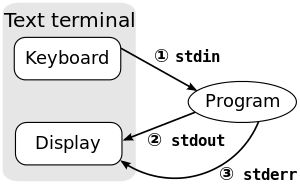 Text terminal
Keyboard
① stdin
Program
Display
② stdout
③ stderr